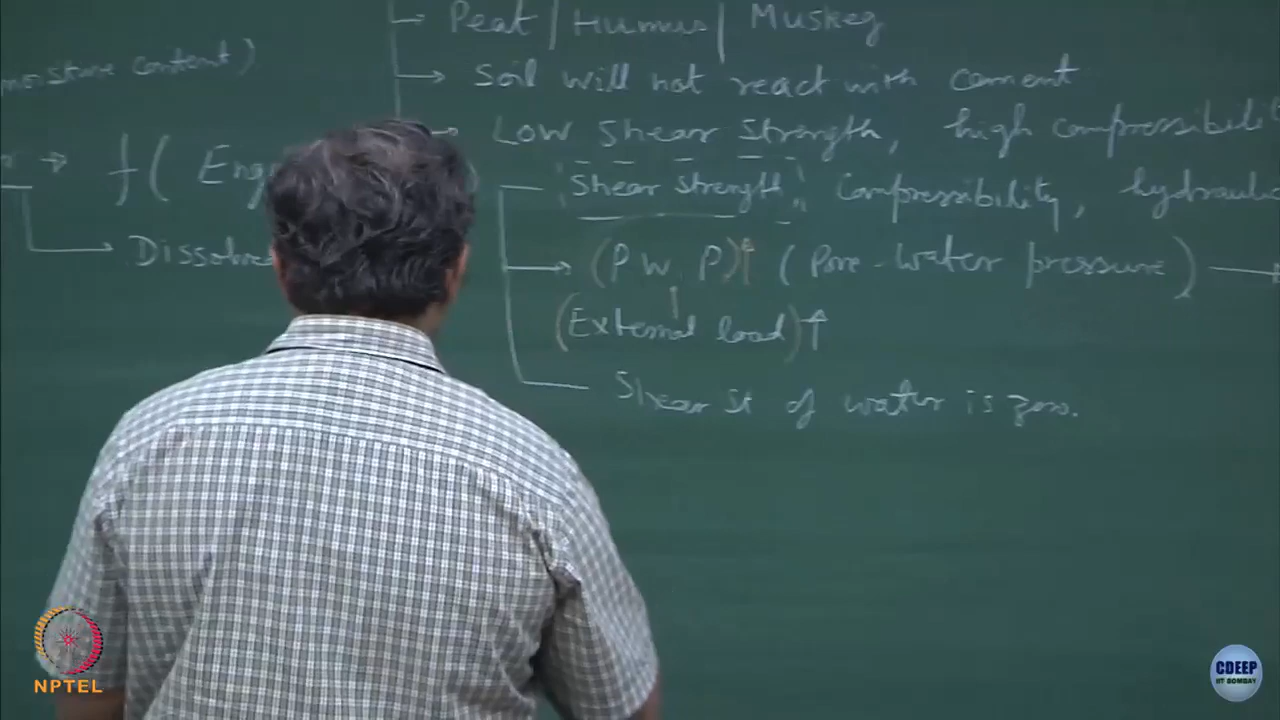 Peat | Humus | Muskeg
moisture content)
Soil will not react with cement
Low shear strength, high compressibili
→ f( Eng
Shear strength, Compressibility, hydraulic
Dissolve
(P W P)↑ (Pore-water pressure) →
(External load)↑
Shear St of water is zero.
NPTEL
CDEEP
IIT BOMBAY